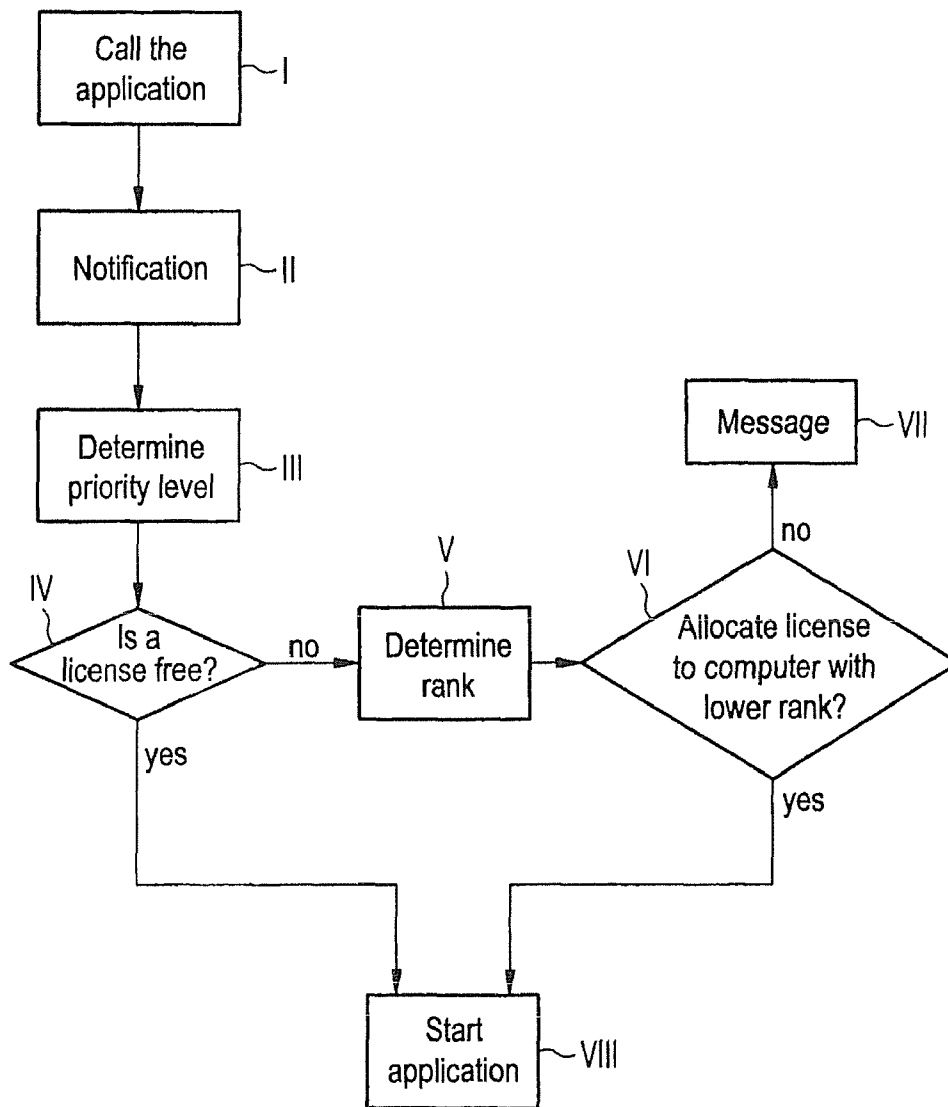 Call the
application
I
Notification
II
Determine
priority level
III
IV
Is a
license free?
no
yes
V
Determine
rank
VI
Allocate license
to computer with
lower rank?
no
Message
VII
yes
Start
application
VIII